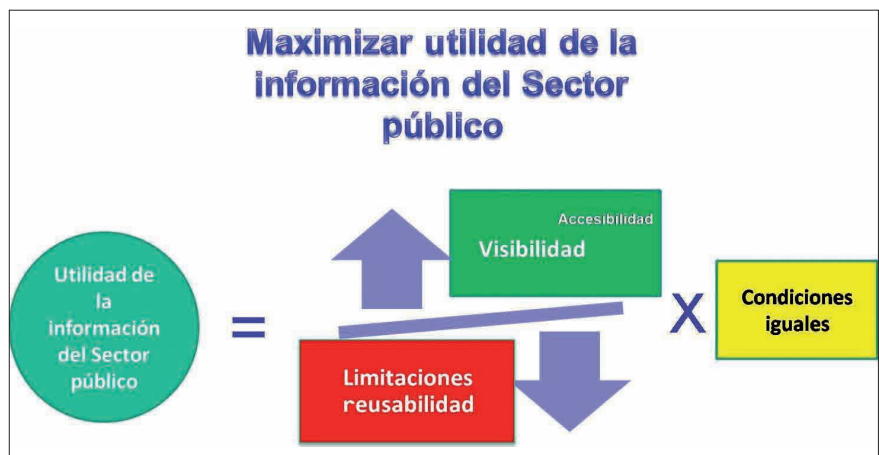 Maximizar utilidad de la
información del Sector
público
Utilidad de
la
información
del Sector
público
=
Accesibilidad
Visibilidad
Limitaciones
reusabilidad
X
Condiciones
iguales